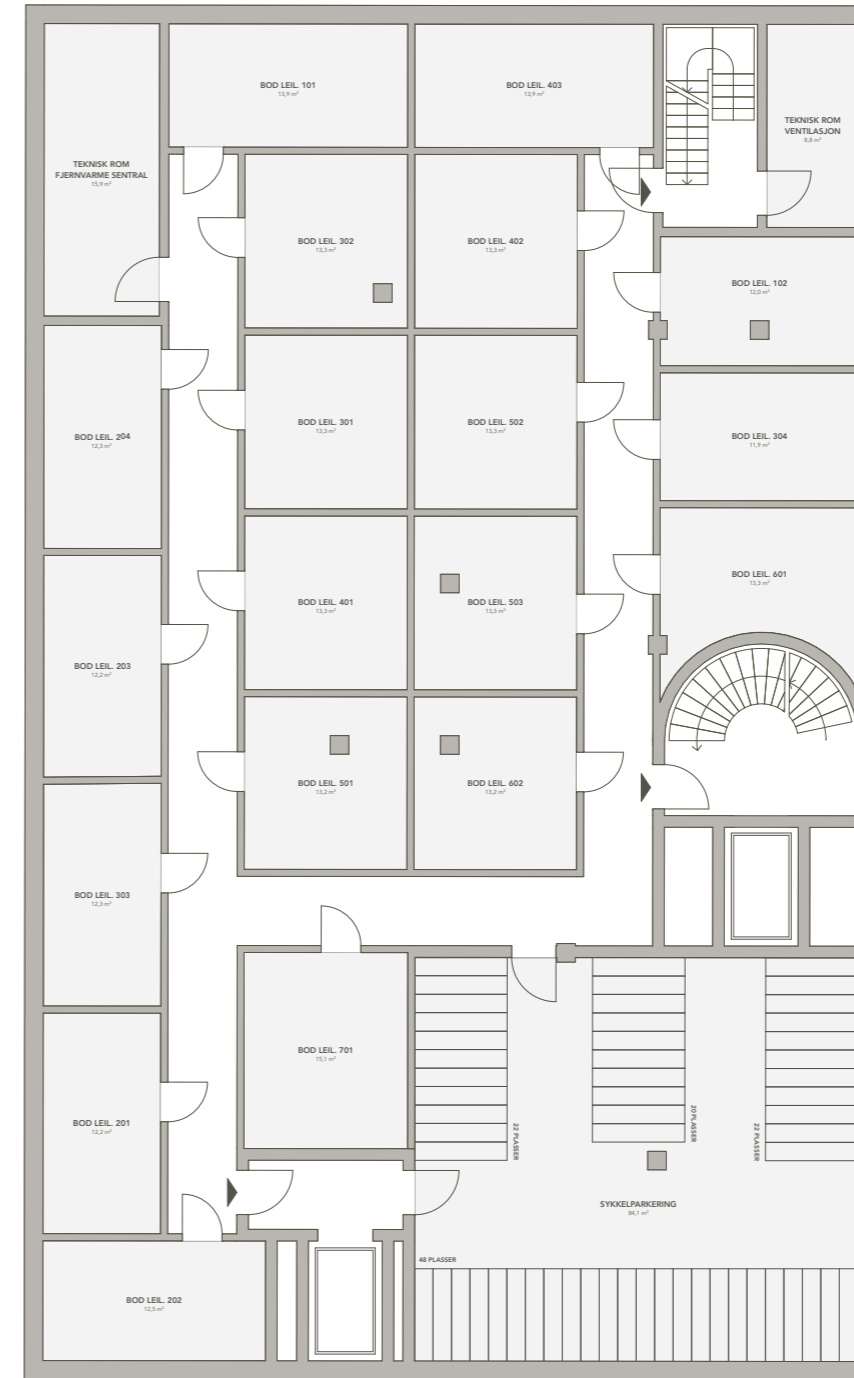 BOD LEIL. 101
13,9 m²
BOD LEIL. 403
13,9 m²
TEKNISK ROM
VENTILASJON
8,8 m²
TEKNISK ROM
FJERNVARME SENTRAL
15,9 m²
BOD LEIL. 302
13,3 m²
BOD LEIL. 402
13,3 m²
BOD LEIL. 102
12,0 m²
BOD LEIL. 204
12,3 m²
BOD LEIL. 301
13,3 m²
BOD LEIL. 502
13,3 m²
BOD LEIL. 304
11,9 m²
BOD LEIL. 401
13,3 m²
BOD LEIL. 503
13,3 m²
BOD LEIL. 601
13,3 m²
BOD LEIL. 203
12,2 m²
BOD LEIL. 501
13,2 m²
BOD LEIL. 602
13,2 m²
BOD LEIL. 303
12,3 m²
BOD LEIL. 701
15,1 m²
BOD LEIL. 201
12,2 m²
22 PLASSER
20 PLASSER
22 PLASSER
SYKKELPARKERING
84,1 m²
48 PLASSER
BOD LEIL. 202
12,5 m²